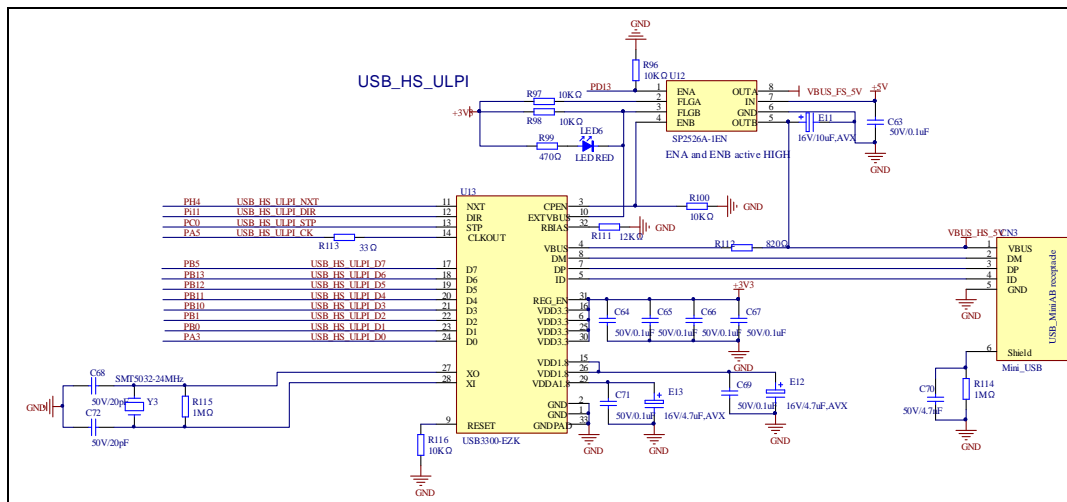 GND
R96
10KΩ
USB_HS_ULPI
U12
PD13
R97
10KΩ
+3V3
R98
10KΩ
R99
470Ω
LED6
LED RED
1 ENA
2 FLGA
3 FLGB
4 ENB
OUTA 8
IN 7
GND 6
OUTB 5
SP2526A-1EN
ENA and ENB active HIGH
VBUS_FS_5V
+5V
E11
16V/10uF,AVX
C63
50V/0.1uF
GND
U13
PH4 USB_HS_ULPI_NXT 11 NXT
Pi11 USB_HS_ULPI_DIR 12 DIR
PC0 USB_HS_ULPI_STP 13 STP
PA5 USB_HS_ULPI_CK 14 CLKOUT
R113
33Ω
PB5 USB_HS_ULPI_D7 17 D7
PB13 USB_HS_ULPI_D6 18 D6
PB12 USB_HS_ULPI_D5 19 D5
PB11 USB_HS_ULPI_D4 20 D4
PB10 USB_HS_ULPI_D3 21 D3
PB1 USB_HS_ULPI_D2 22 D2
PB0 USB_HS_ULPI_D1 23 D1
PA3 USB_HS_ULPI_D0 24 D0
27 XO
28 XI
9 RESET
USB3300-EZK
CPEN 3
EXTVBUS 10
RBIAS 32
VBUS 4
DM 8
DP 7
ID 5
REG_EN 31
VDD3.3 16
VDD3.3 6
VDD3.3 25
VDD3.3 30
VDD1.8 15
VDD1.8 26
VDDA1.8 29
GND 2
GND 1
GNDPAD 33
R100
10KΩ
GND
R111
12KΩ
GND
R112
820Ω
VBUS_HS_5V
CN3
1 VBUS
2 DM
3 DP
4 ID
5 GND
6 Shield
USB_MiniAB receptacle
Mini_USB
GND
+3V3
C64
50V/0.1uF
C65
50V/0.1uF
C66
50V/0.1uF
C67
50V/0.1uF
GND
C71
50V/0.1uF
E13
16V/4.7uF,AVX
C69
50V/0.1uF
E12
16V/4.7uF,AVX
GND
GND
GND
C70
50V/4.7nF
R114
1MΩ
GND
C68
50V/20pF
SMT5032-24MHz
Y3
R115
1MΩ
GND
C72
50V/20pF
R116
10KΩ
GND